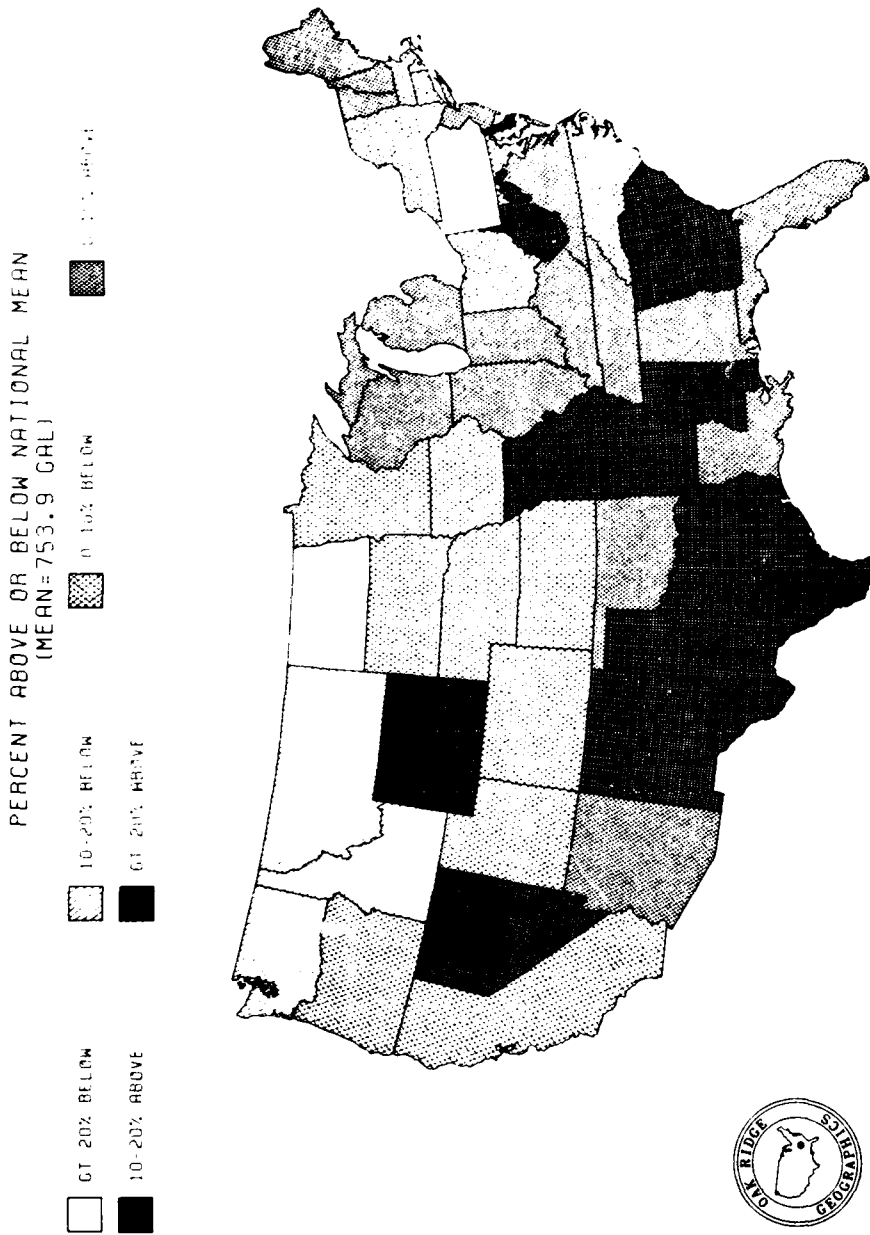 PERCENT ABOVE OR BELOW NATIONAL MEAN
(MEAN=753.9 GAL)
GT 20% BELOW
10-20% BELOW
0-10% BELOW
ABOVE
10-20% ABOVE
GT 20% ABOVE
OAK RIDGE
GEOGRAPHICS